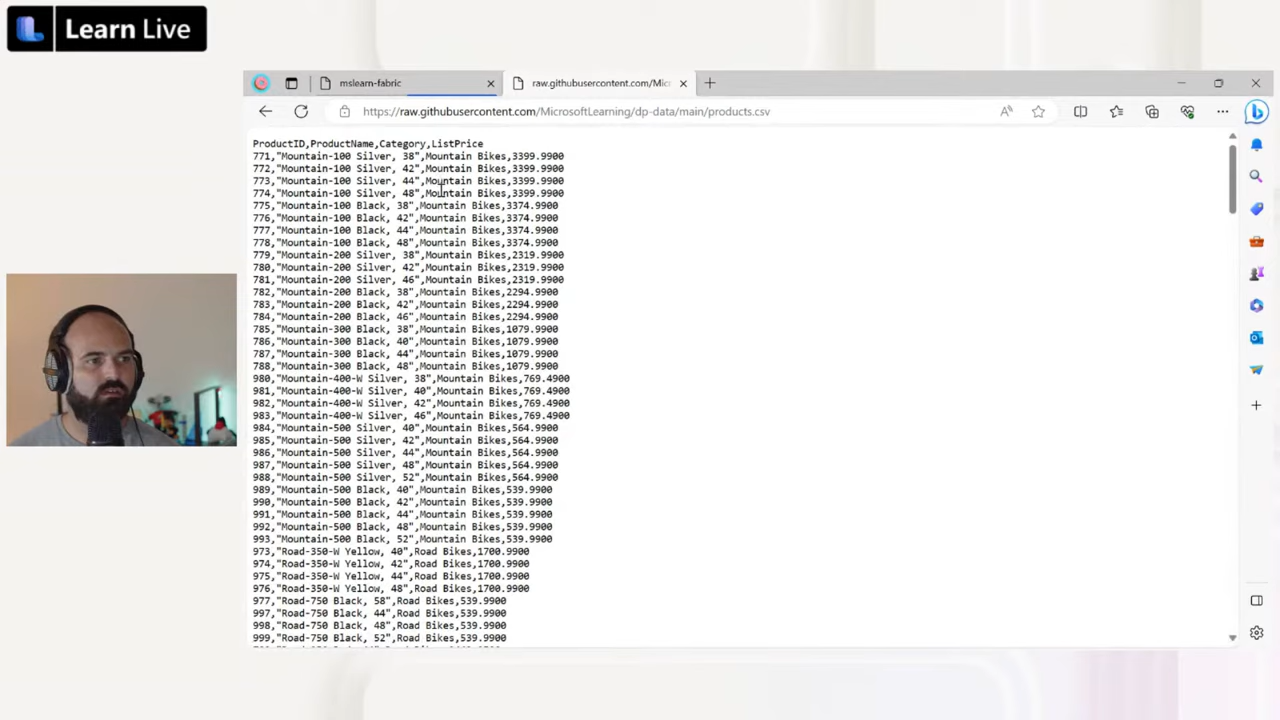 Learn Live
mslearn-fabric
raw.githubusercontent.com/Mic
https://raw.githubusercontent.com/MicrosoftLearning/dp-data/main/products.csv
ProductID,ProductName,Category,ListPrice
771,"Mountain-100 Silver, 38",Mountain Bikes,3399.9900
772,"Mountain-100 Silver, 42",Mountain Bikes,3399.9900
773,"Mountain-100 Silver, 44",Mountain Bikes,3399.9900
774,"Mountain-100 Silver, 48",Mountain Bikes,3399.9900
775,"Mountain-100 Black, 38",Mountain Bikes,3374.9900
776,"Mountain-100 Black, 42",Mountain Bikes,3374.9900
777,"Mountain-100 Black, 44",Mountain Bikes,3374.9900
778,"Mountain-100 Black, 48",Mountain Bikes,3374.9900
779,"Mountain-200 Silver, 38",Mountain Bikes,2319.9900
780,"Mountain-200 Silver, 42",Mountain Bikes,2319.9900
781,"Mountain-200 Silver, 46",Mountain Bikes,2319.9900
782,"Mountain-200 Black, 38",Mountain Bikes,2294.9900
783,"Mountain-200 Black, 42",Mountain Bikes,2294.9900
784,"Mountain-200 Black, 46",Mountain Bikes,2294.9900
785,"Mountain-300 Black, 38",Mountain Bikes,1079.9900
786,"Mountain-300 Black, 40",Mountain Bikes,1079.9900
787,"Mountain-300 Black, 44",Mountain Bikes,1079.9900
788,"Mountain-300 Black, 48",Mountain Bikes,1079.9900
980,"Mountain-400-W Silver, 38",Mountain Bikes,769.4900
981,"Mountain-400-W Silver, 40",Mountain Bikes,769.4900
982,"Mountain-400-W Silver, 42",Mountain Bikes,769.4900
983,"Mountain-400-W Silver, 46",Mountain Bikes,769.4900
984,"Mountain-500 Silver, 40",Mountain Bikes,564.9900
985,"Mountain-500 Silver, 42",Mountain Bikes,564.9900
986,"Mountain-500 Silver, 44",Mountain Bikes,564.9900
987,"Mountain-500 Silver, 48",Mountain Bikes,564.9900
988,"Mountain-500 Silver, 52",Mountain Bikes,564.9900
989,"Mountain-500 Black, 40",Mountain Bikes,539.9900
990,"Mountain-500 Black, 42",Mountain Bikes,539.9900
991,"Mountain-500 Black, 44",Mountain Bikes,539.9900
992,"Mountain-500 Black, 48",Mountain Bikes,539.9900
993,"Mountain-500 Black, 52",Mountain Bikes,539.9900
973,"Road-350-W Yellow, 40",Road Bikes,1700.9900
974,"Road-350-W Yellow, 42",Road Bikes,1700.9900
975,"Road-350-W Yellow, 44",Road Bikes,1700.9900
976,"Road-350-W Yellow, 48",Road Bikes,1700.9900
977,"Road-750 Black, 58",Road Bikes,539.9900
997,"Road-750 Black, 44",Road Bikes,539.9900
998,"Road-750 Black, 48",Road Bikes,539.9900
999,"Road-750 Black, 52",Road Bikes,539.9900